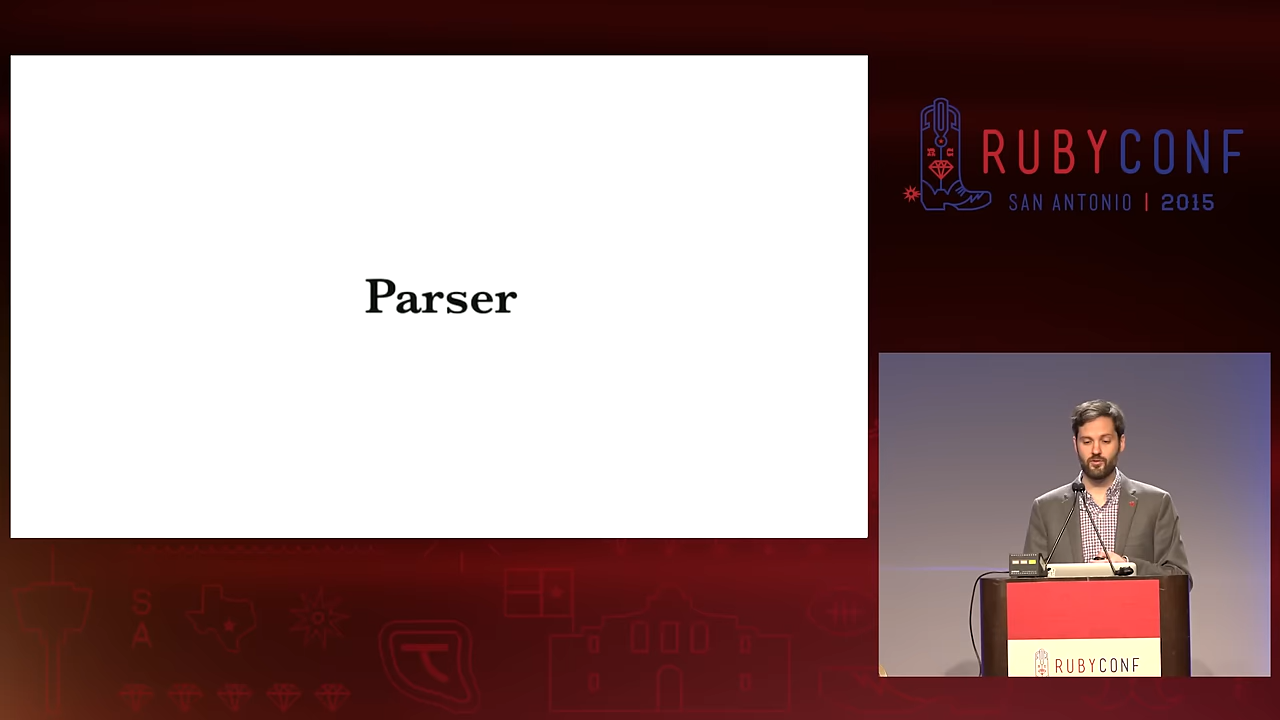 Parser
RUBYCONF
SAN ANTONIO | 2015
S
A
RUBYCONF